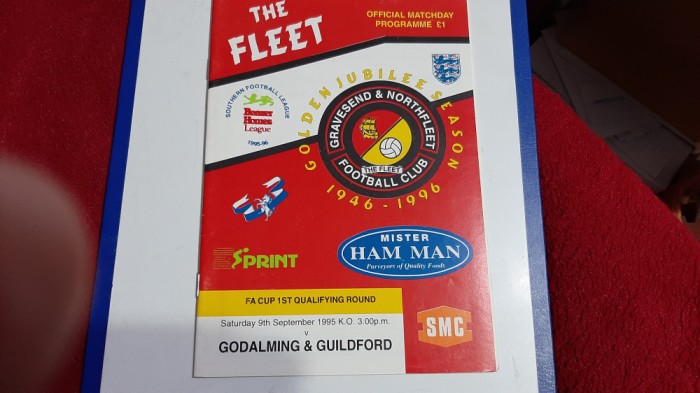 THE
FLEET
OFFICIAL MATCHDAY
PROGRAMME £1
SOUTHERN FOOTBALL LEAGUE
Beazer
Homes
League
1995-96
GOLDEN JUBILEE SEASON
GRAVESEND & NORTHFLEET
THE FLEET
FOOTBALL CLUB
1946 - 1996
SPRINT
MISTER
HAM MAN
Purveyors of Quality Foods
FA CUP 1ST QUALIFYING ROUND
Saturday 9th September 1995 K.O. 3.00p.m.
v
GODALMING & GUILDFORD
SMC